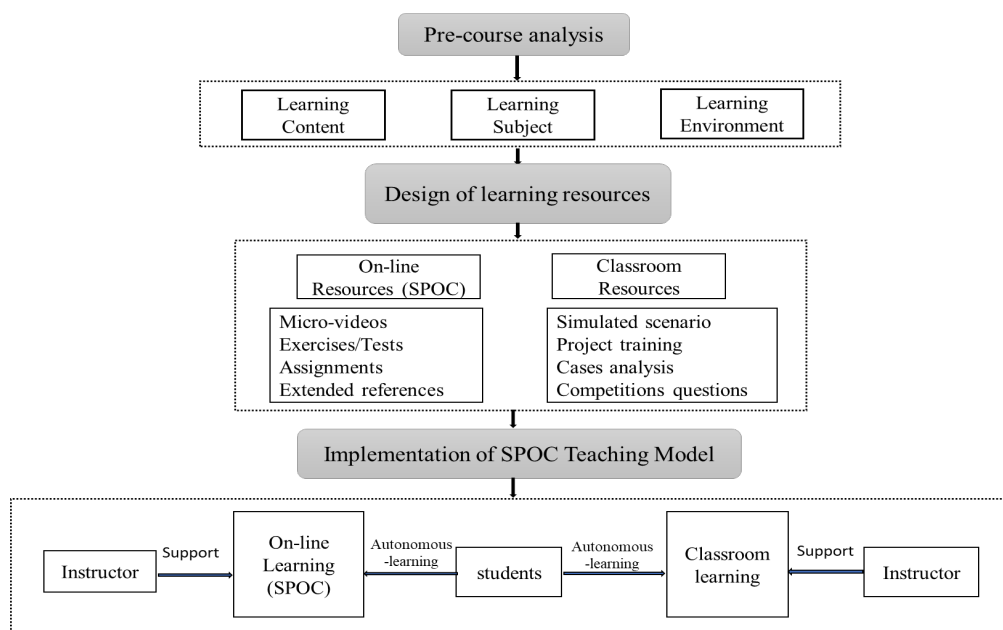 Pre-course analysis
Learning
Content
Learning
Subject
Learning
Environment
Design of learning resources
On-line
Resources (SPOC)
Classroom
Resources
Micro-videos
Exercises/Tests
Assignments
Extended references
Simulated scenario
Project training
Cases analysis
Competitions questions
Implementation of SPOC Teaching Model
Instructor
Support
On-line
Learning
(SPOC)
Autonomous
-learning
students
Autonomous
-learning
Classroom
learning
Support
Instructor